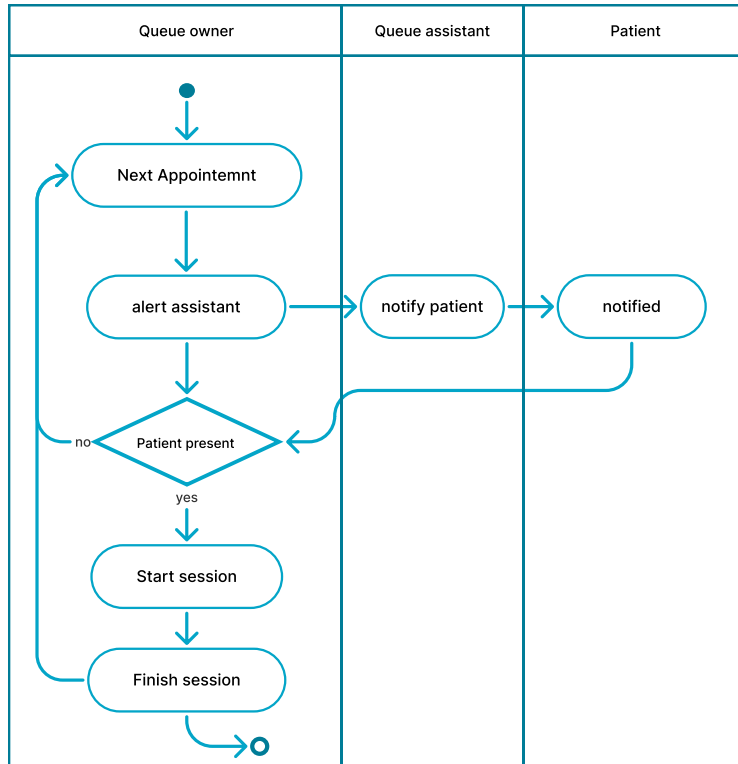 Queue owner
Queue assistant
Patient
Next Appointemnt
alert assistant
notify patient
notified
no
Patient present
yes
Start session
Finish session